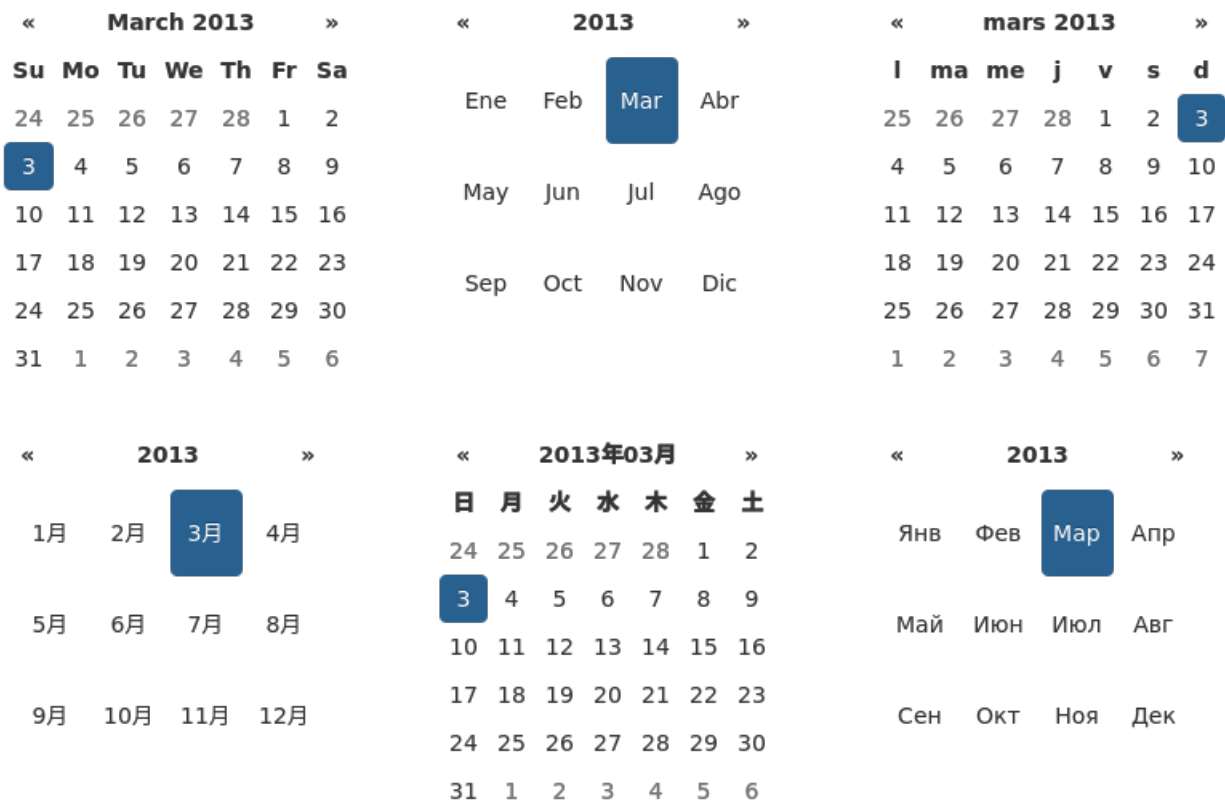 « March 2013 »
Su Mo Tu We Th Fr Sa
24 25 26 27 28 1 2
3 4 5 6 7 8 9
10 11 12 13 14 15 16
17 18 19 20 21 22 23
24 25 26 27 28 29 30
31 1 2 3 4 5 6
« 2013 »
Ene Feb Mar Abr
May Jun Jul Ago
Sep Oct Nov Dic
« mars 2013 »
l ma me j v s d
25 26 27 28 1 2 3
4 5 6 7 8 9 10
11 12 13 14 15 16 17
18 19 20 21 22 23 24
25 26 27 28 29 30 31
1 2 3 4 5 6 7
« 2013 »
1月 2月 3月 4月
5月 6月 7月 8月
9月 10月 11月 12月
« 2013年03月 »
日 月 火 水 木 金 土
24 25 26 27 28 1 2
3 4 5 6 7 8 9
10 11 12 13 14 15 16
17 18 19 20 21 22 23
24 25 26 27 28 29 30
31 1 2 3 4 5 6
« 2013 »
Янв Фев Мар Апр
Май Июн Июл Авг
Сен Окт Ноя Дек